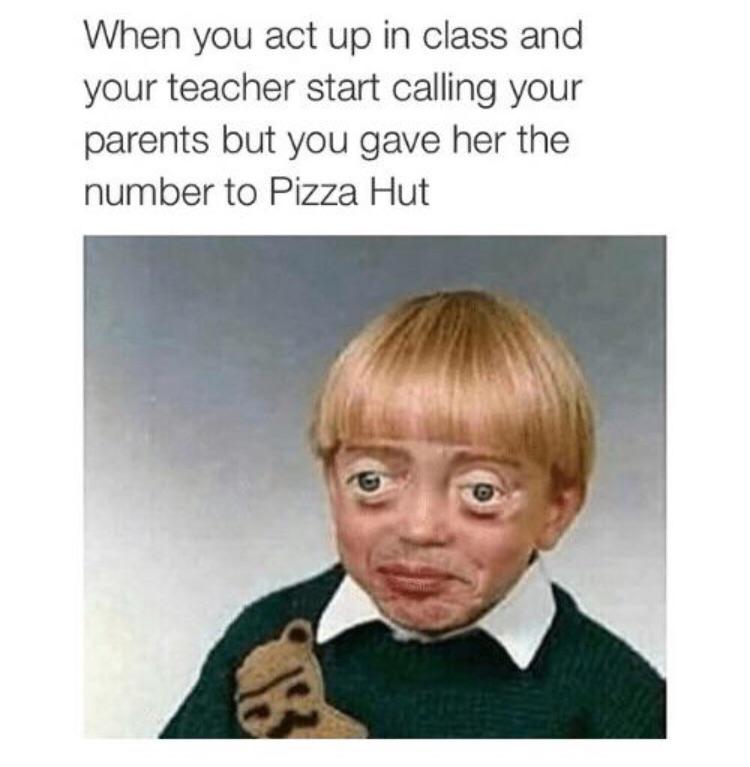 When you act up in class and
your teacher start calling your
parents but you gave her the
number to Pizza Hut